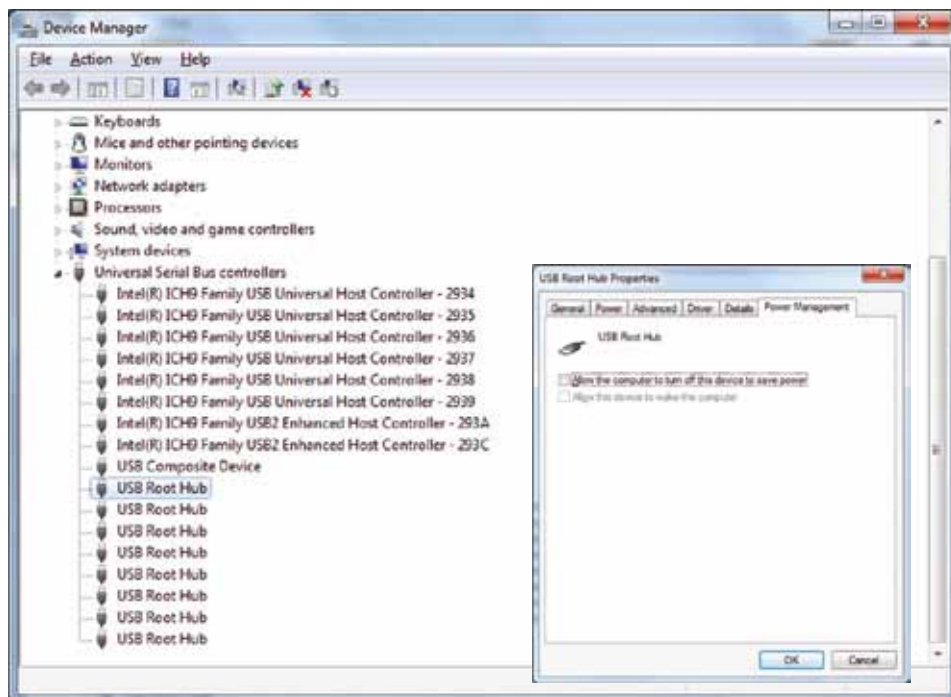 Device Manager
File Action View Help
Keyboards
Mice and other pointing devices
Monitors
Network adapters
Processors
Sound, video and game controllers
System devices
Universal Serial Bus controllers
Intel(R) ICH9 Family USB Universal Host Controller - 2934
Intel(R) ICH9 Family USB Universal Host Controller - 2935
Intel(R) ICH9 Family USB Universal Host Controller - 2936
Intel(R) ICH9 Family USB Universal Host Controller - 2937
Intel(R) ICH9 Family USB Universal Host Controller - 2938
Intel(R) ICH9 Family USB Universal Host Controller - 2939
Intel(R) ICH9 Family USB2 Enhanced Host Controller - 293A
Intel(R) ICH9 Family USB2 Enhanced Host Controller - 293C
USB Composite Device
USB Root Hub
USB Root Hub
USB Root Hub
USB Root Hub
USB Root Hub
USB Root Hub
USB Root Hub
USB Root Hub
USB Root Hub Properties
General Power Advanced Driver Details Power Management
USB Root Hub
Allow the computer to turn off this device to save power
Allow this device to wake the computer
OK Cancel